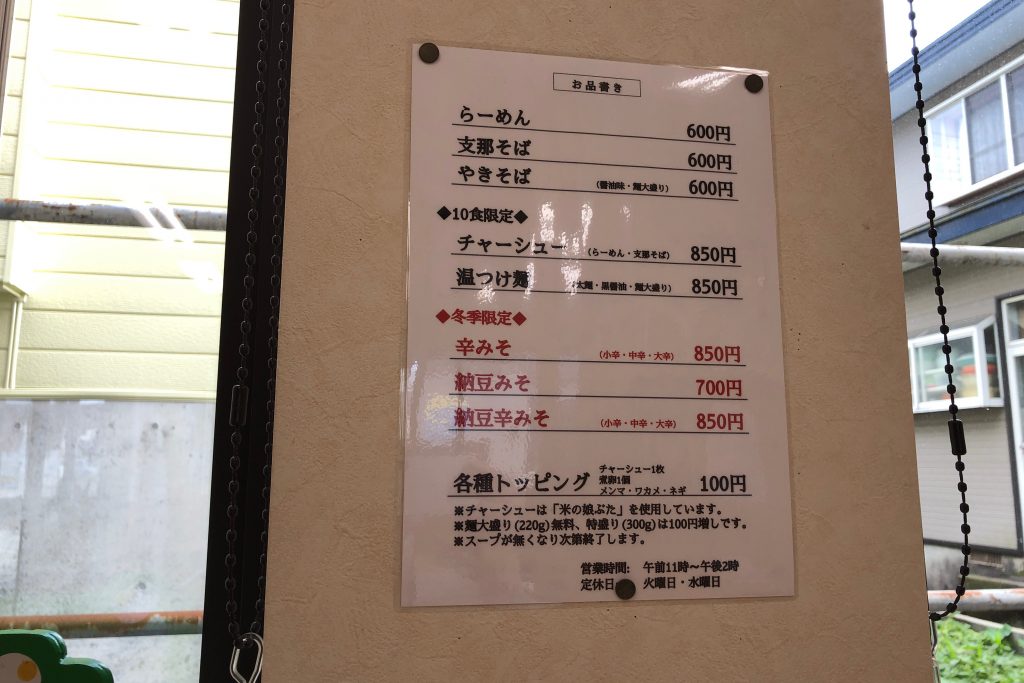 お品書き
らーめん 600円
支那そば 600円
やきそば (醤油味・麺大盛り) 600円
◆10食限定◆
チャーシュー (らーめん・支那そば) 850円
温つけ麺 (太麺・黒醤油・麺大盛り) 850円
◆冬季限定◆
辛みそ (小辛・中辛・大辛) 850円
納豆みそ 700円
納豆辛みそ (小辛・中辛・大辛) 850円
各種トッピング 100円
チャーシュー1枚
煮卵1個
メンマ・ワカメ・ネギ
※チャーシューは「米の娘ぶた」を使用しています。
※麺大盛り(220g)無料、特盛り(300g)は100円増しです。
※スープが無くなり次第終了します。
営業時間: 午前11時〜午後2時
定休日 火曜日・水曜日